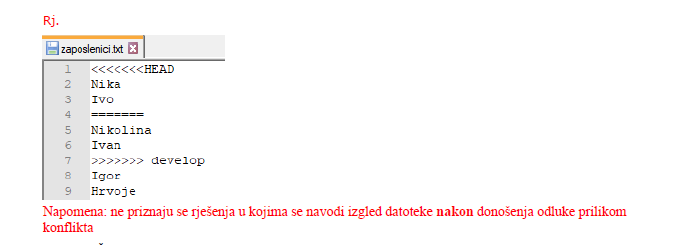 Rj.
zaposlenici.txt
1 <<<<<<<HEAD
2 Nika
3 Ivo
4 =======
5 Nikolina
6 Ivan
7 >>>>>>> develop
8 Igor
9 Hrvoje
Napomena: ne priznaju se rješenja u kojima se navodi izgled datoteke nakon donošenja odluke prilikom
konflikta